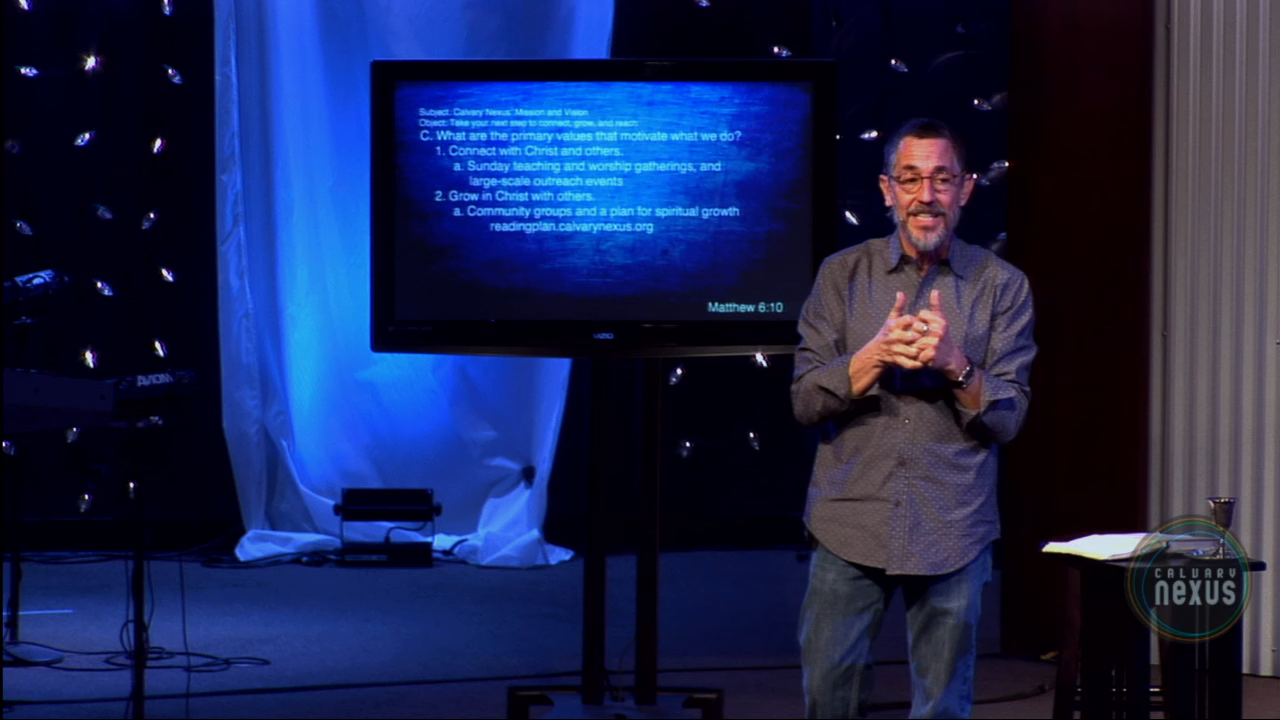 Subject: Calvary Nexus' Mission and Vision
Object: Take your next step to connect, grow, and reach
C. What are the primary values that motivate what we do?
1. Connect with Christ and others.
a. Sunday teaching and worship gatherings, and
large-scale outreach events
2. Grow in Christ with others.
a. Community groups and a plan for spiritual growth
readingplan.calvarynexus.org
Matthew 6:10
VIZIO
AVIOM
CALVARY
nexus